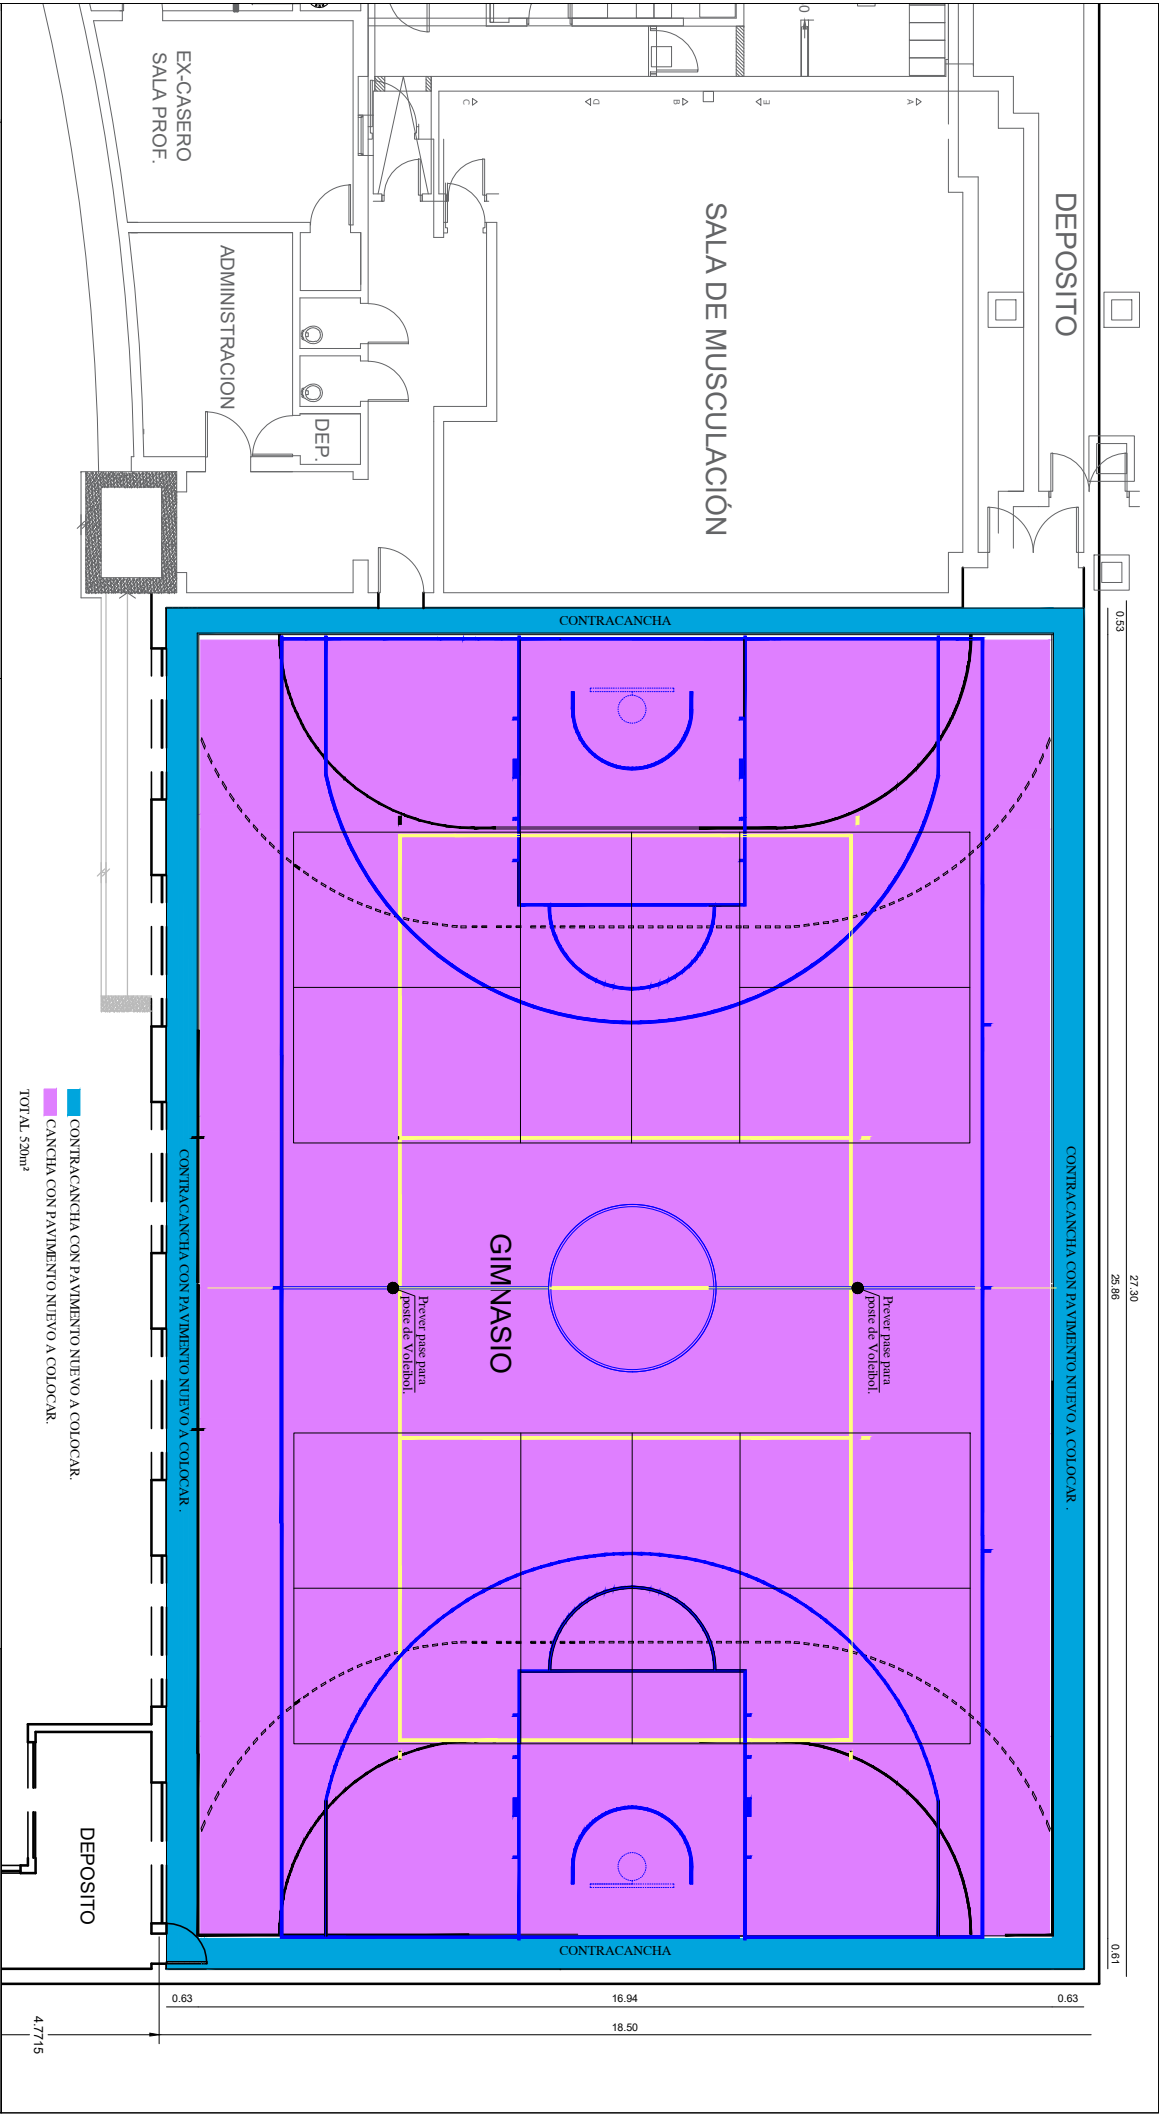 EX-CASERO
SALA PROF.
ADMINISTRACION
DEP.
SALA DE MUSCULACIÓN
DEPOSITO
C
D
B
E
A
0
CONTRACANCHA
0.53
27.30
25.86
CONTRACANCHA CON PAVIMENTO NUEVO A COLOCAR .
CONTRACANCHA CON PAVIMENTO NUEVO A COLOCAR .
GIMNASIO
Prever pase para
poste de Voleibol.
Prever pase para
poste de Voleibol.
CONTRACANCHA CON PAVIMENTO NUEVO A COLOCAR.
CANCHA CON PAVIMENTO NUEVO A COLOCAR.
TOTAL 520m²
DEPOSITO
CONTRACANCHA
0.61
0.63
16.94
0.63
18.50
4.7715